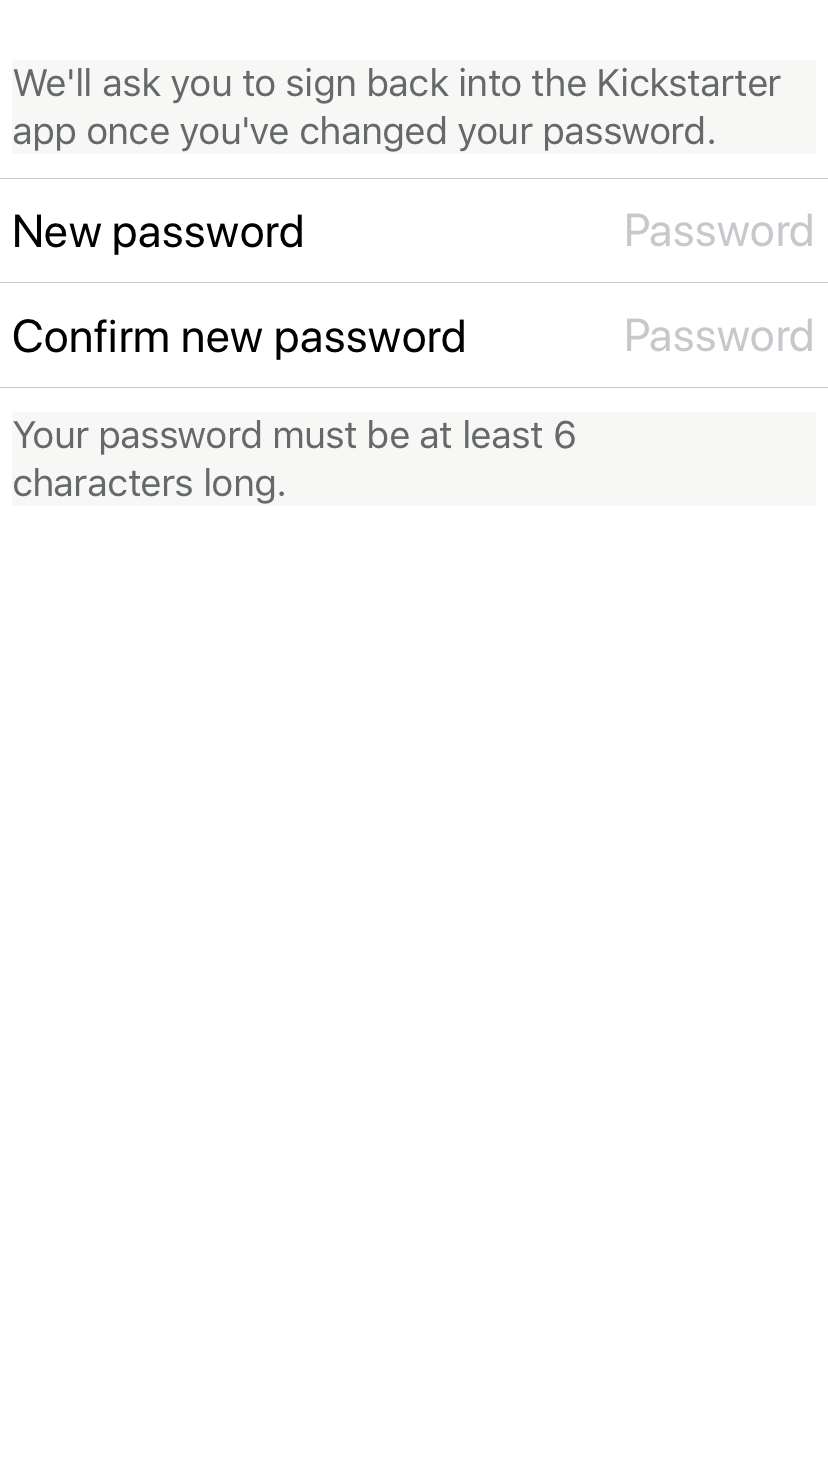 We'll ask you to sign back into the Kickstarter
app once you've changed your password.
New password Password
Confirm new password Password
Your password must be at least 6
characters long.